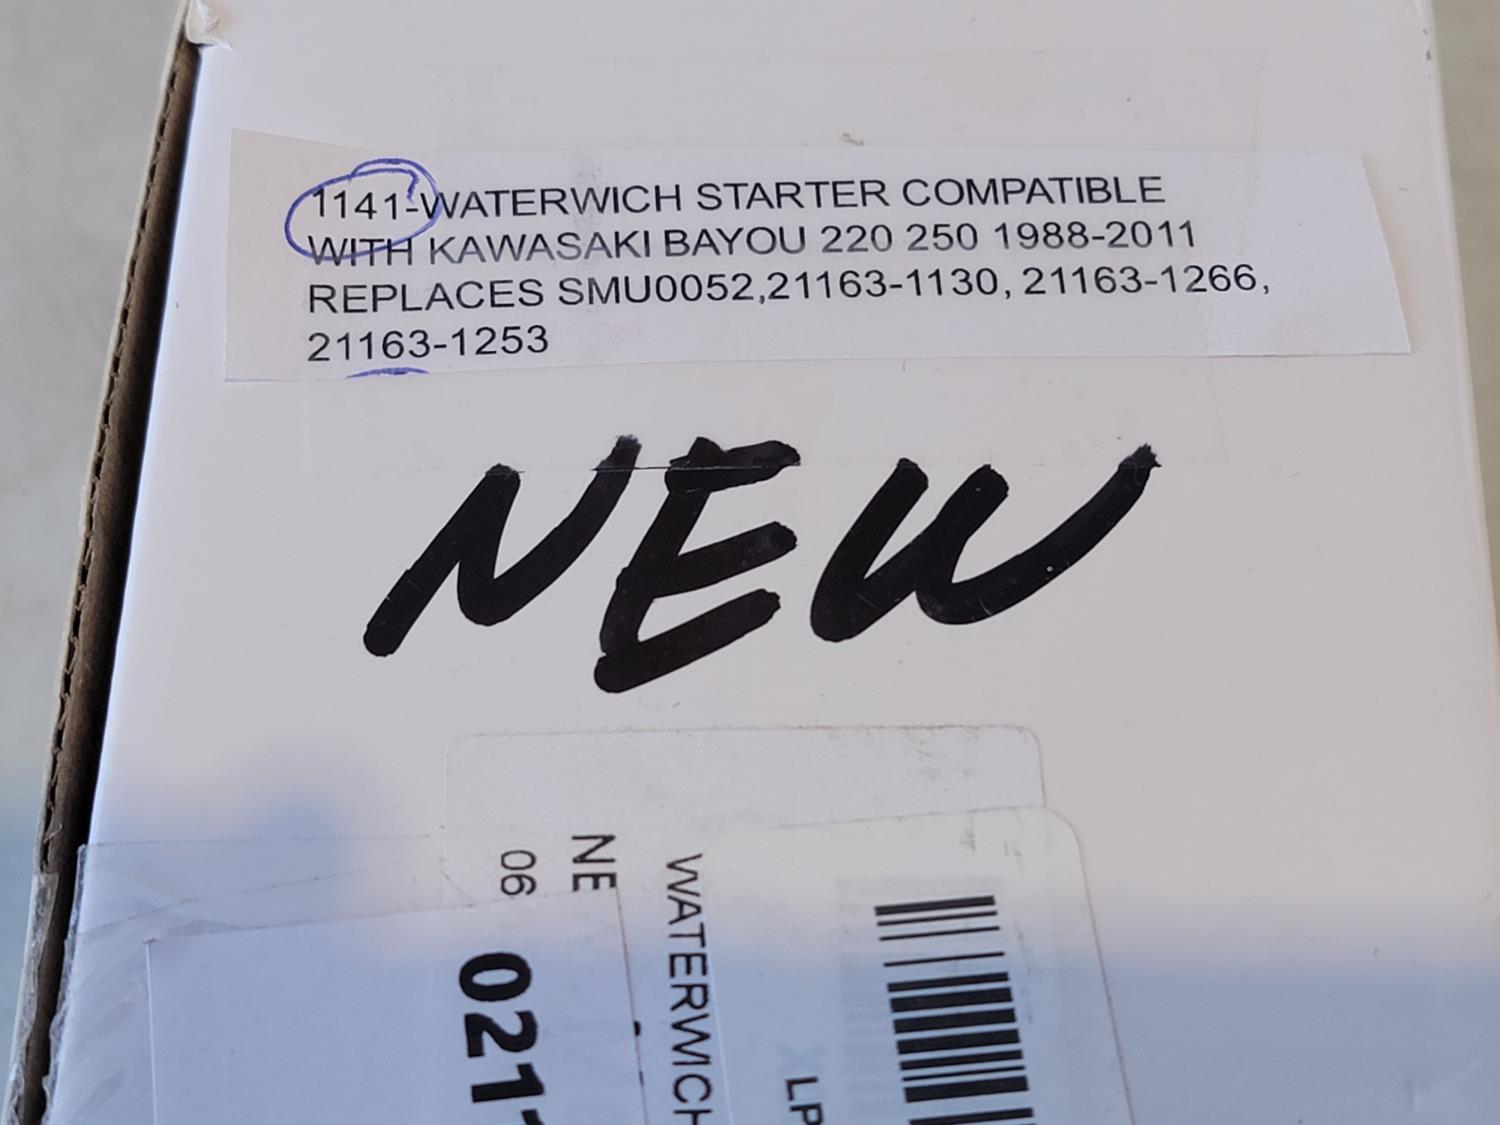 1141-WATERWICH STARTER COMPATIBLE
WITH KAWASAKI BAYOU 220 250 1988-2011
REPLACES SMU0052,21163-1130, 21163-1266,
21163-1253
NEW
WATERWICH
NE
06
021
LP